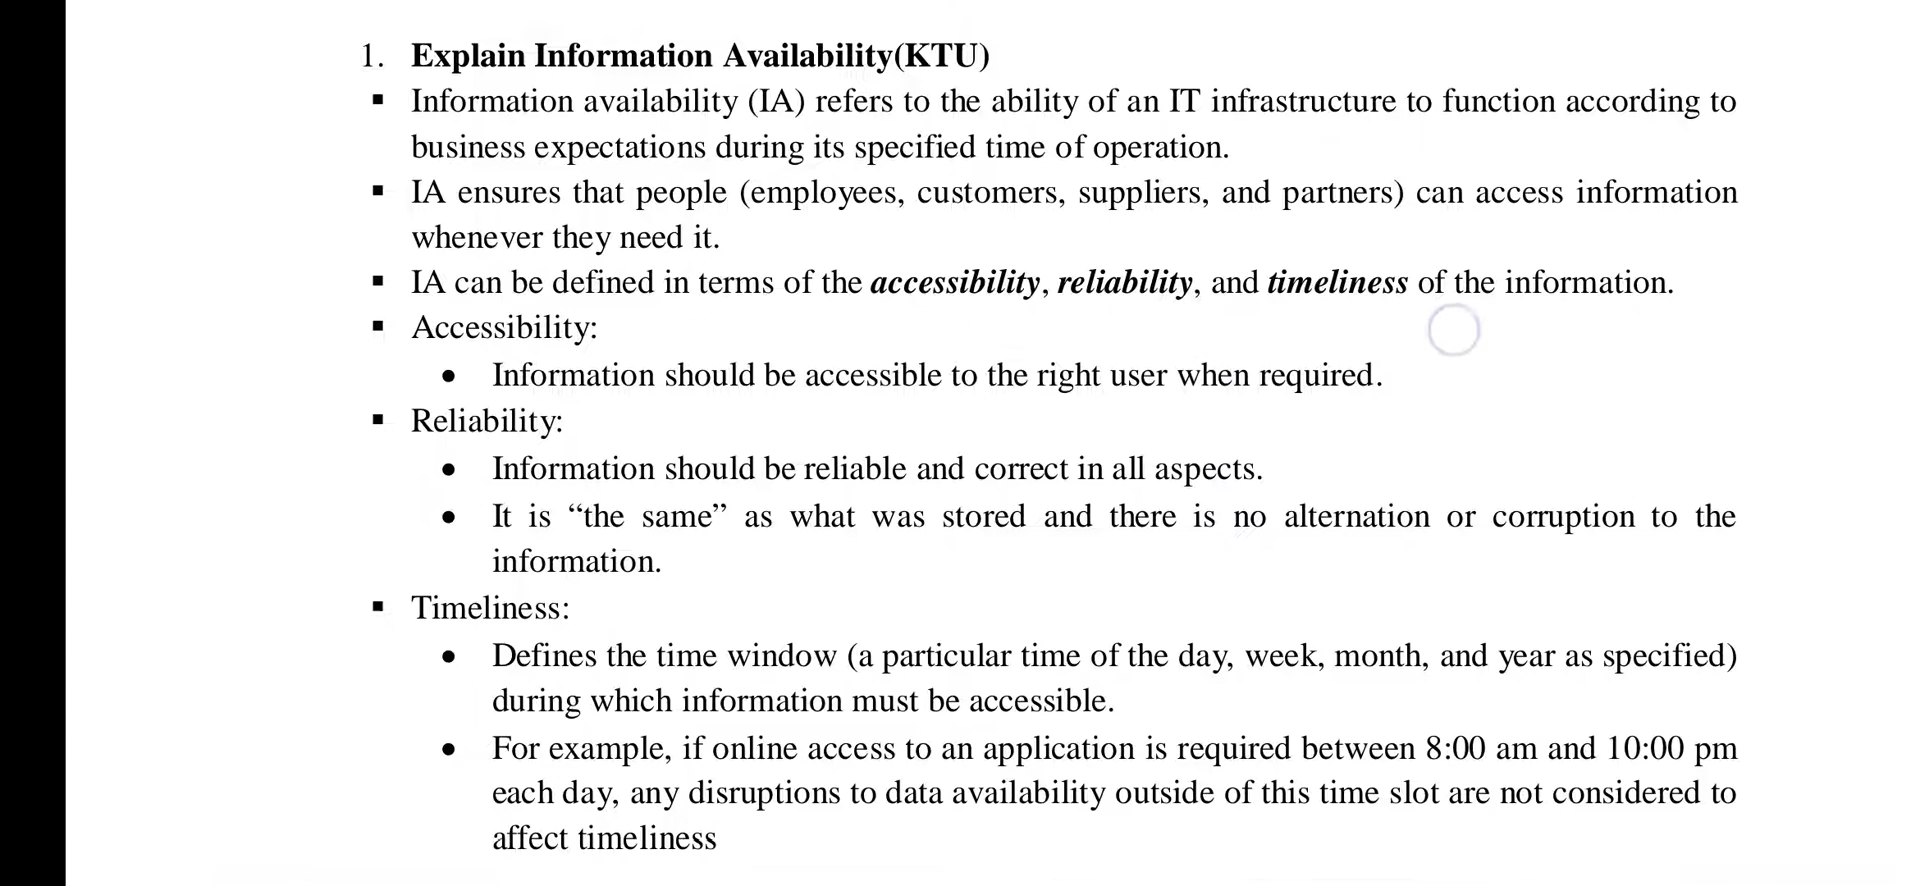 1. Explain Information Availability(KTU)
▪ Information availability (IA) refers to the ability of an IT infrastructure to function according to
business expectations during its specified time of operation.
▪ IA ensures that people (employees, customers, suppliers, and partners) can access information
whenever they need it.
▪ IA can be defined in terms of the accessibility, reliability, and timeliness of the information.
▪ Accessibility:
• Information should be accessible to the right user when required.
▪ Reliability:
• Information should be reliable and correct in all aspects.
• It is “the same” as what was stored and there is no alternation or corruption to the
information.
▪ Timeliness:
• Defines the time window (a particular time of the day, week, month, and year as specified)
during which information must be accessible.
• For example, if online access to an application is required between 8:00 am and 10:00 pm
each day, any disruptions to data availability outside of this time slot are not considered to
affect timeliness